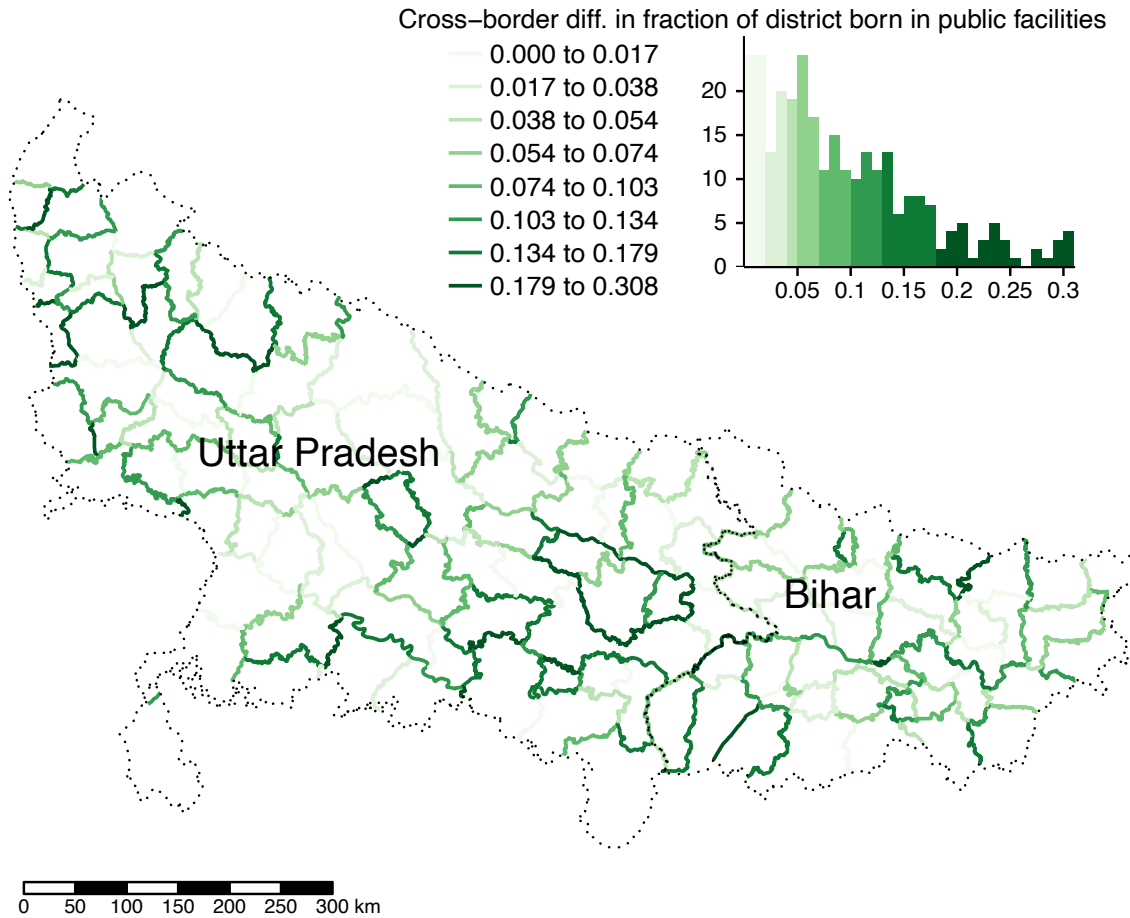 Cross−border diff. in fraction of district born in public facilities
0.000 to 0.017
0.017 to 0.038
0.038 to 0.054
0.054 to 0.074
0.074 to 0.103
0.103 to 0.134
0.134 to 0.179
0.179 to 0.308
20
15
10
5
0
0.05 0.1 0.15 0.2 0.25 0.3
Uttar Pradesh
Bihar
0 50 100 150 200 250 300 km